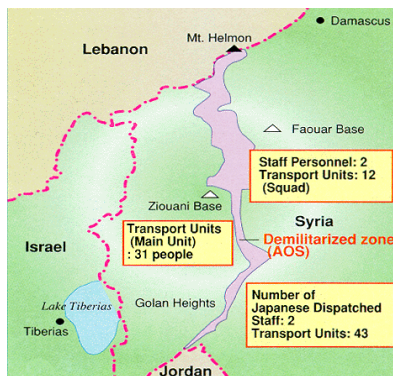 Damascus
Mt. Helmon
Lebanon
Faouar Base
Staff Personnel: 2
Transport Units: 12
(Squad)
Ziouani Base
Syria
Transport Units
(Main Unit)
: 31 people
Demilitarized zone
(AOS)
Israel
Golan Heights
Lake Tiberias
Tiberias
Number of
Japanese Dispatched
Staff: 2
Transport Units: 43
Jordan